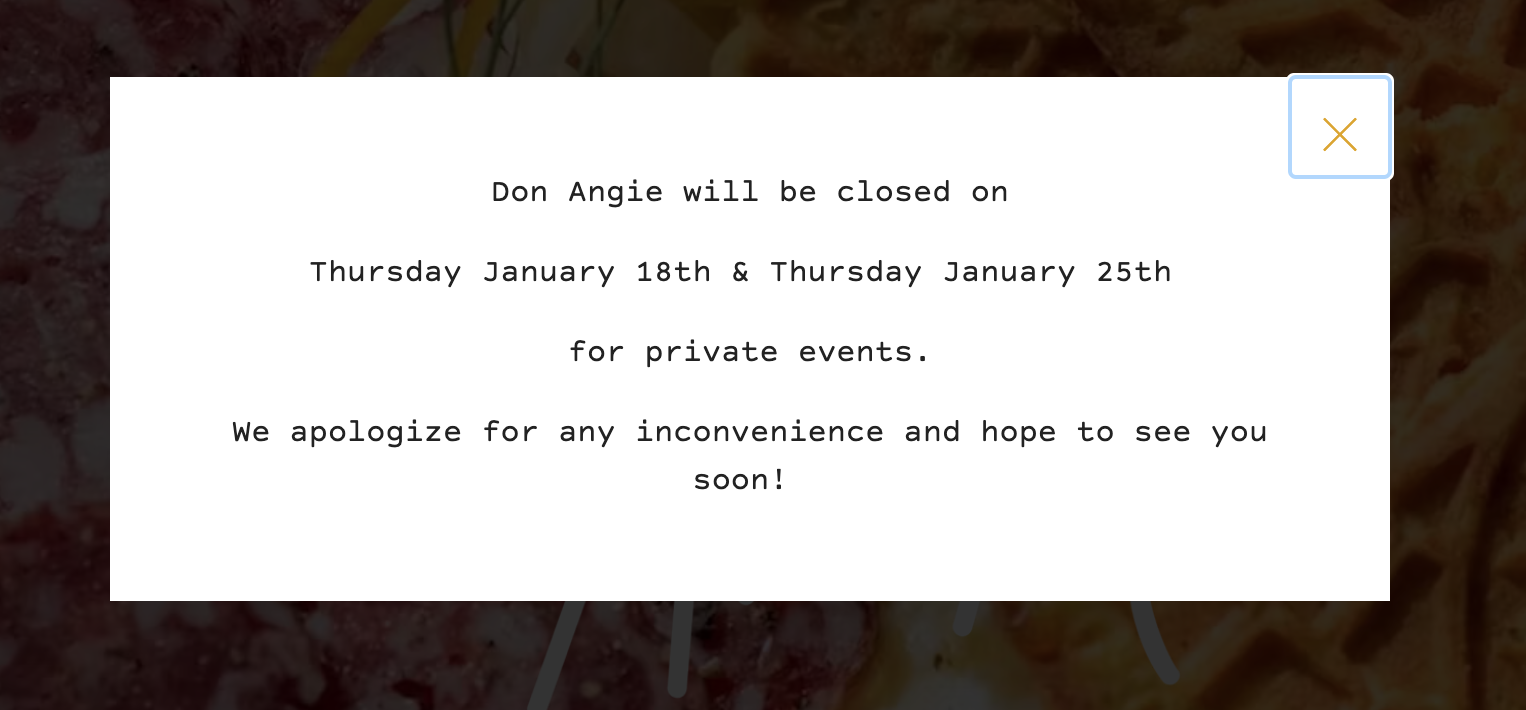 Don Angie will be closed on
Thursday January 18th & Thursday January 25th
for private events.
We apologize for any inconvenience and hope to see you
soon!